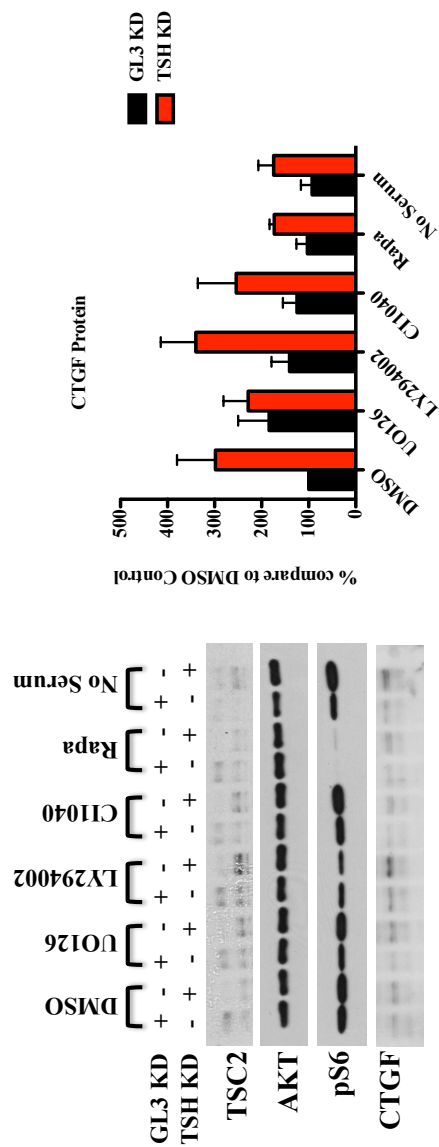 DMSO UO126 LY294002 CI1040 Rapa No Serum
GL3 KD + - + - + - + - + - + -
TSH KD - + - + - + - + - + - +
TSC2
AKT
pS6
CTGF
CTGF Protein
% compare to DMSO Control
500
400
300
200
100
0
DMSO UO126 LY294002 CI1040 Rapa No Serum
GL3 KD
TSH KD